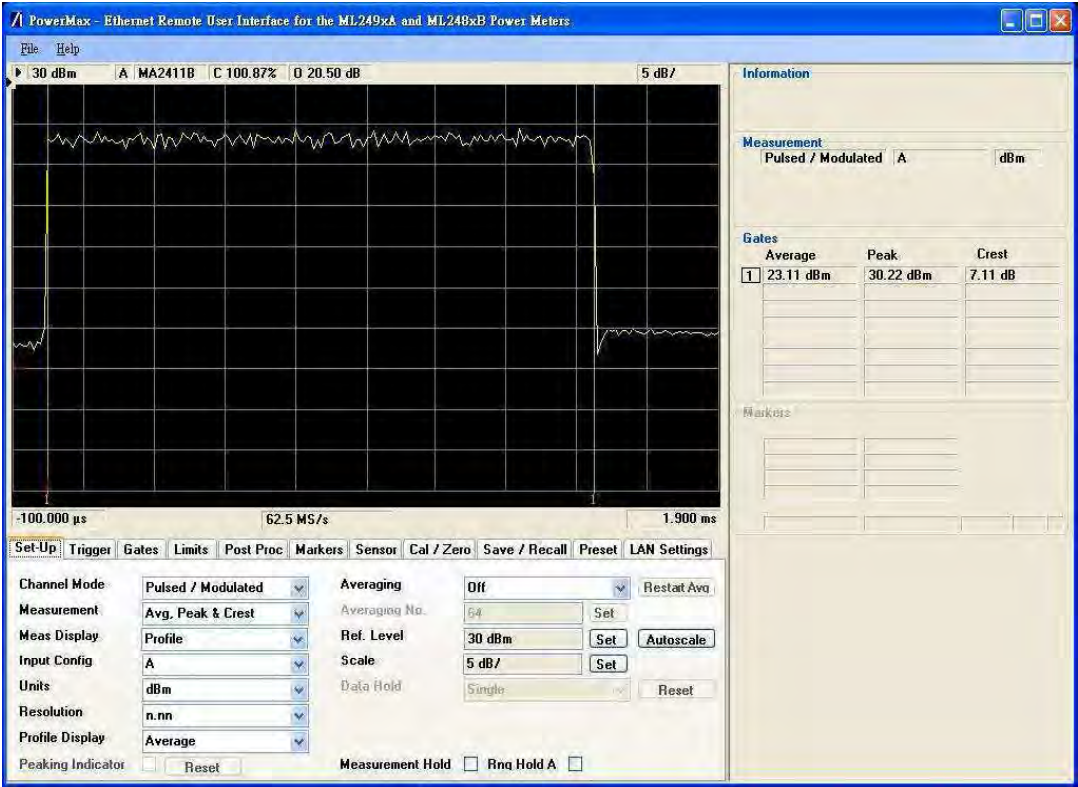 PowerMax - Ethernet Remote User Interface for the ML249xA and ML248xB Power Meters
File Help
30 dBm A MA2411B C 100.87% O 20.50 dB 5 dB/
1 1
-100.000 µs 62.5 MS/s 1.900 ms
Information
Measurement
Pulsed / Modulated A dBm
Gates
Average Peak Crest
1 23.11 dBm 30.22 dBm 7.11 dB
Markers
Set-Up Trigger Gates Limits Post Proc Markers Sensor Cal / Zero Save / Recall Preset LAN Settings
Channel Mode Pulsed / Modulated Averaging Off Restart Avg
Measurement Avg, Peak & Crest Averaging No. 64 Set
Meas Display Profile Ref. Level 30 dBm Set Autoscale
Input Config A Scale 5 dB/ Set
Units dBm Data Hold Single Reset
Resolution n.nn
Profile Display Average
Peaking Indicator Reset Measurement Hold Rng Hold A